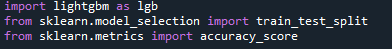 import lightgbm as lgb
from sklearn.model_selection import train_test_split
from sklearn.metrics import accuracy_score